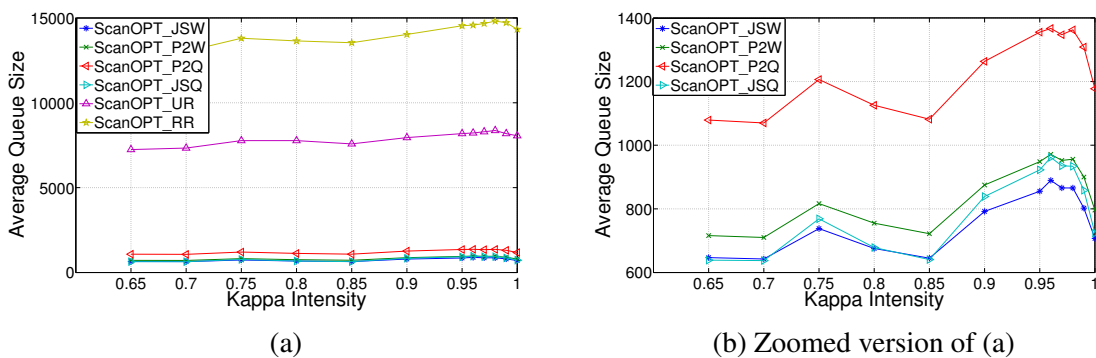 15000
10000
5000
0
Average Queue Size
ScanOPT_JSW
ScanOPT_P2W
ScanOPT_P2Q
ScanOPT_JSQ
ScanOPT_UR
ScanOPT_RR
0.65 0.7 0.75 0.8 0.85 0.9 0.95 1
Kappa Intensity
(a)
1400
1200
1000
800
600
Average Queue Size
ScanOPT_JSW
ScanOPT_P2W
ScanOPT_P2Q
ScanOPT_JSQ
0.65 0.7 0.75 0.8 0.85 0.9 0.95 1
Kappa Intensity
(b) Zoomed version of (a)